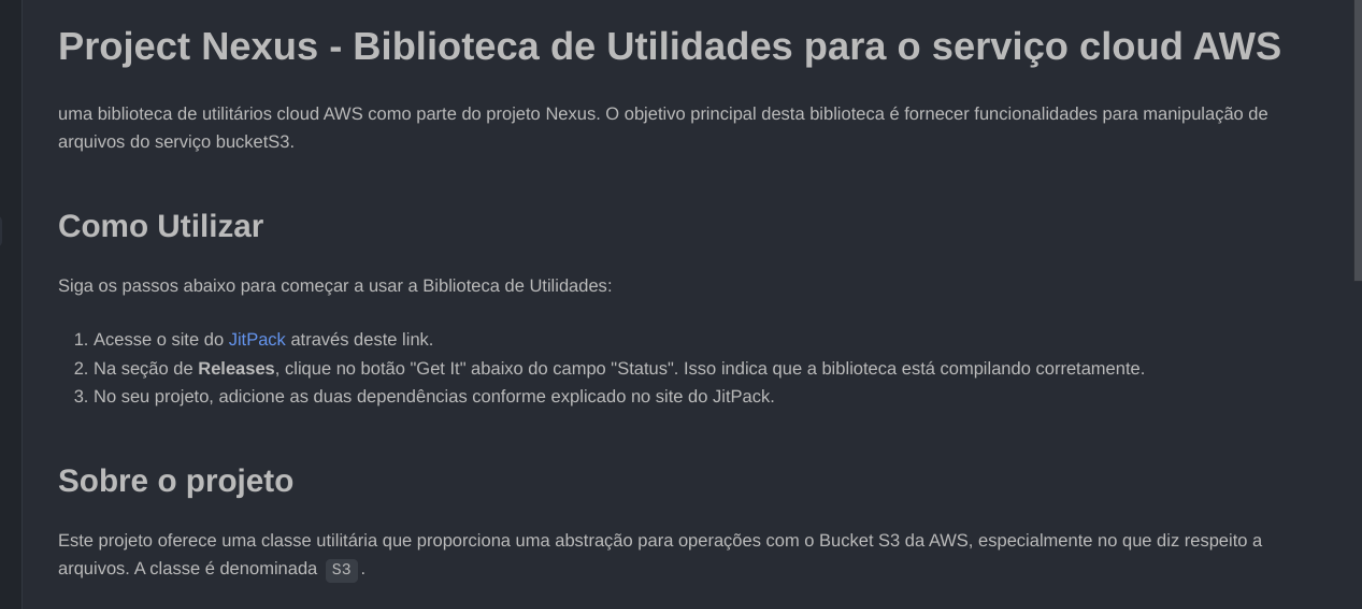 Project Nexus - Biblioteca de Utilidades para o serviço cloud AWS
uma biblioteca de utilitários cloud AWS como parte do projeto Nexus. O objetivo principal desta biblioteca é fornecer funcionalidades para manipulação de
arquivos do serviço bucketS3.
Como Utilizar
Siga os passos abaixo para começar a usar a Biblioteca de Utilidades:
1. Acesse o site do JitPack através deste link.
2. Na seção de Releases, clique no botão "Get It" abaixo do campo "Status". Isso indica que a biblioteca está compilando corretamente.
3. No seu projeto, adicione as duas dependências conforme explicado no site do JitPack.
Sobre o projeto
Este projeto oferece uma classe utilitária que proporciona uma abstração para operações com o Bucket S3 da AWS, especialmente no que diz respeito a
arquivos. A classe é denominada S3.